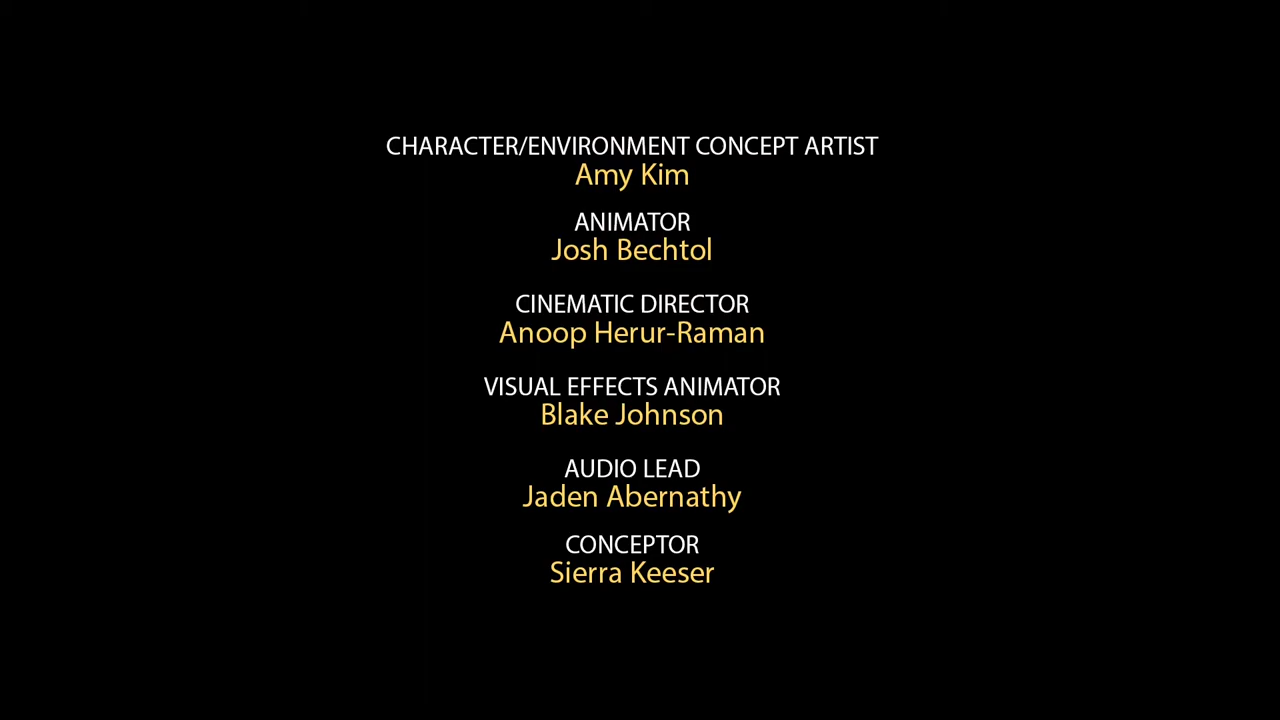 CHARACTER/ENVIRONMENT CONCEPT ARTIST
Amy Kim
ANIMATOR
Josh Bechtol
CINEMATIC DIRECTOR
Anoop Herur-Raman
VISUAL EFFECTS ANIMATOR
Blake Johnson
AUDIO LEAD
Jaden Abernathy
CONCEPTOR
Sierra Keeser